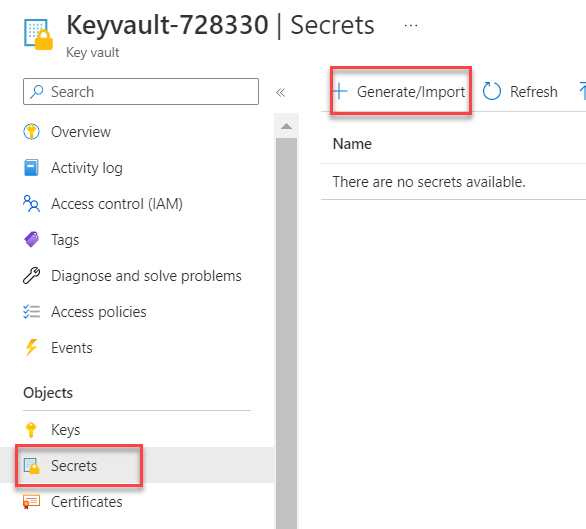 Keyvault-728330 | Secrets ...
Key vault
Search «
Overview
Activity log
Access control (IAM)
Tags
Diagnose and solve problems
Access policies
Events
Objects
Keys
Secrets
Certificates
+ Generate/Import Refresh
Name
There are no secrets available.